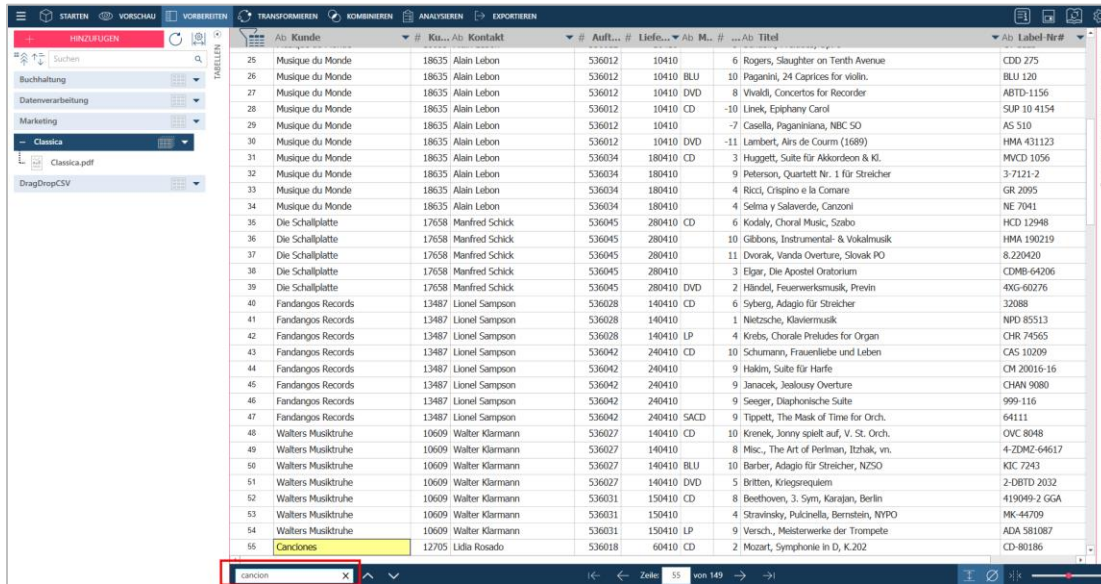 STARTEN VORSCHAU VORBEREITEN TRANSFORMIEREN KOMBINIEREN ANALYSIEREN EXPORTIEREN
+ HINZUFÜGEN
Suchen
Buchhaltung
Datenverarbeitung
Marketing
− Classica
Classica.pdf
DragDropCSV
TABELLEN
Ab Kunde # Ku... Ab Kontakt # Auft... # Liefe... Ab M.. # ... Ab Titel Ab Label-Nr#
25 Musique du Monde 18635 Alain Lebon 536012 10410 6 Rogers, Slaughter on Tenth Avenue CDD 275
26 Musique du Monde 18635 Alain Lebon 536012 10410 BLU 10 Paganini, 24 Caprices for violin. BLU 120
27 Musique du Monde 18635 Alain Lebon 536012 10410 DVD 8 Vivaldi, Concertos for Recorder ABTD-1156
28 Musique du Monde 18635 Alain Lebon 536012 10410 CD -10 Linek, Epiphany Carol SUP 10 4154
29 Musique du Monde 18635 Alain Lebon 536012 10410 -7 Casella, Paganiniana, NBC SO AS 510
30 Musique du Monde 18635 Alain Lebon 536012 10410 DVD -11 Lambert, Airs de Courm (1689) HMA 431123
31 Musique du Monde 18635 Alain Lebon 536034 180410 CD 3 Huggett, Suite für Akkordeon & Kl. MVCD 1056
32 Musique du Monde 18635 Alain Lebon 536034 180410 9 Peterson, Quartett Nr. 1 für Streicher 3-7121-2
33 Musique du Monde 18635 Alain Lebon 536034 180410 4 Ricci, Crispino e la Comare GR 2095
34 Musique du Monde 18635 Alain Lebon 536034 180410 4 Selma y Salaverde, Canzoni NE 7041
35 Die Schallplatte 17658 Manfred Schick 536045 280410 CD 6 Kodaly, Choral Music, Szabo HCD 12948
36 Die Schallplatte 17658 Manfred Schick 536045 280410 10 Gibbons, Instrumental- & Vokalmusik HMA 190219
37 Die Schallplatte 17658 Manfred Schick 536045 280410 11 Dvorak, Vanda Overture, Slovak PO 8.220420
38 Die Schallplatte 17658 Manfred Schick 536045 280410 3 Elgar, Die Apostel Oratorium CDMB-64206
39 Die Schallplatte 17658 Manfred Schick 536045 280410 DVD 2 Händel, Feuerwerksmusik, Previn 4XG-60276
40 Fandangos Records 13487 Lionel Sampson 536028 140410 CD 6 Syberg, Adagio für Streicher 32088
41 Fandangos Records 13487 Lionel Sampson 536028 140410 1 Nietzsche, Klaviermusik NPD 85513
42 Fandangos Records 13487 Lionel Sampson 536028 140410 LP 4 Krebs, Chorale Preludes for Organ CHR 74565
43 Fandangos Records 13487 Lionel Sampson 536042 240410 CD 10 Schumann, Frauenliebe und Leben CAS 10209
44 Fandangos Records 13487 Lionel Sampson 536042 240410 9 Hakim, Suite für Harfe CM 20016-16
45 Fandangos Records 13487 Lionel Sampson 536042 240410 9 Janacek, Jealousy Overture CHAN 9080
46 Fandangos Records 13487 Lionel Sampson 536042 240410 9 Seeger, Diaphonische Suite 999-116
47 Fandangos Records 13487 Lionel Sampson 536042 240410 SACD 9 Tippett, The Mask of Time for Orch. 64111
48 Walters Musiktruhe 10609 Walter Klarmann 536027 140410 CD 10 Krenek, Jonny spielt auf, V. St. Orch. OVC 8048
49 Walters Musiktruhe 10609 Walter Klarmann 536027 140410 8 Misc., The Art of Perlman, Itzhak, vn. 4-ZDMZ-64617
50 Walters Musiktruhe 10609 Walter Klarmann 536027 140410 BLU 10 Barber, Adagio für Streicher, NZSO KIC 7243
51 Walters Musiktruhe 10609 Walter Klarmann 536027 140410 DVD 5 Britten, Kriegsrequiem 2-DBTD 2032
52 Walters Musiktruhe 10609 Walter Klarmann 536031 150410 CD 8 Beethoven, 3. Sym, Karajan, Berlin 419049-2 GGA
53 Walters Musiktruhe 10609 Walter Klarmann 536031 150410 4 Stravinsky, Pulcinella, Bernstein, NYPO MK-44709
54 Walters Musiktruhe 10609 Walter Klarmann 536031 150410 LP 9 Versch., Meisterwerke der Trompete ADA 581087
55 Canciones 12705 Lidia Rosado 536018 60410 CD 2 Mozart, Symphonie in D, K.202 CD-80186
cancion X Zeile: 55 von 149